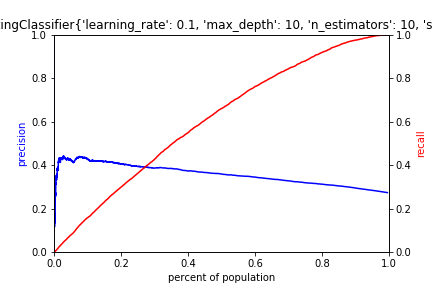 ingClassifier{'learning_rate': 0.1, 'max_depth': 10, 'n_estimators': 10, 's
1.0 1.0
0.8 0.8
0.6 0.6
precision recall
0.4 0.4
0.2 0.2
0.0 0.0
0.0 0.2 0.4 0.6 0.8 1.0
percent of population